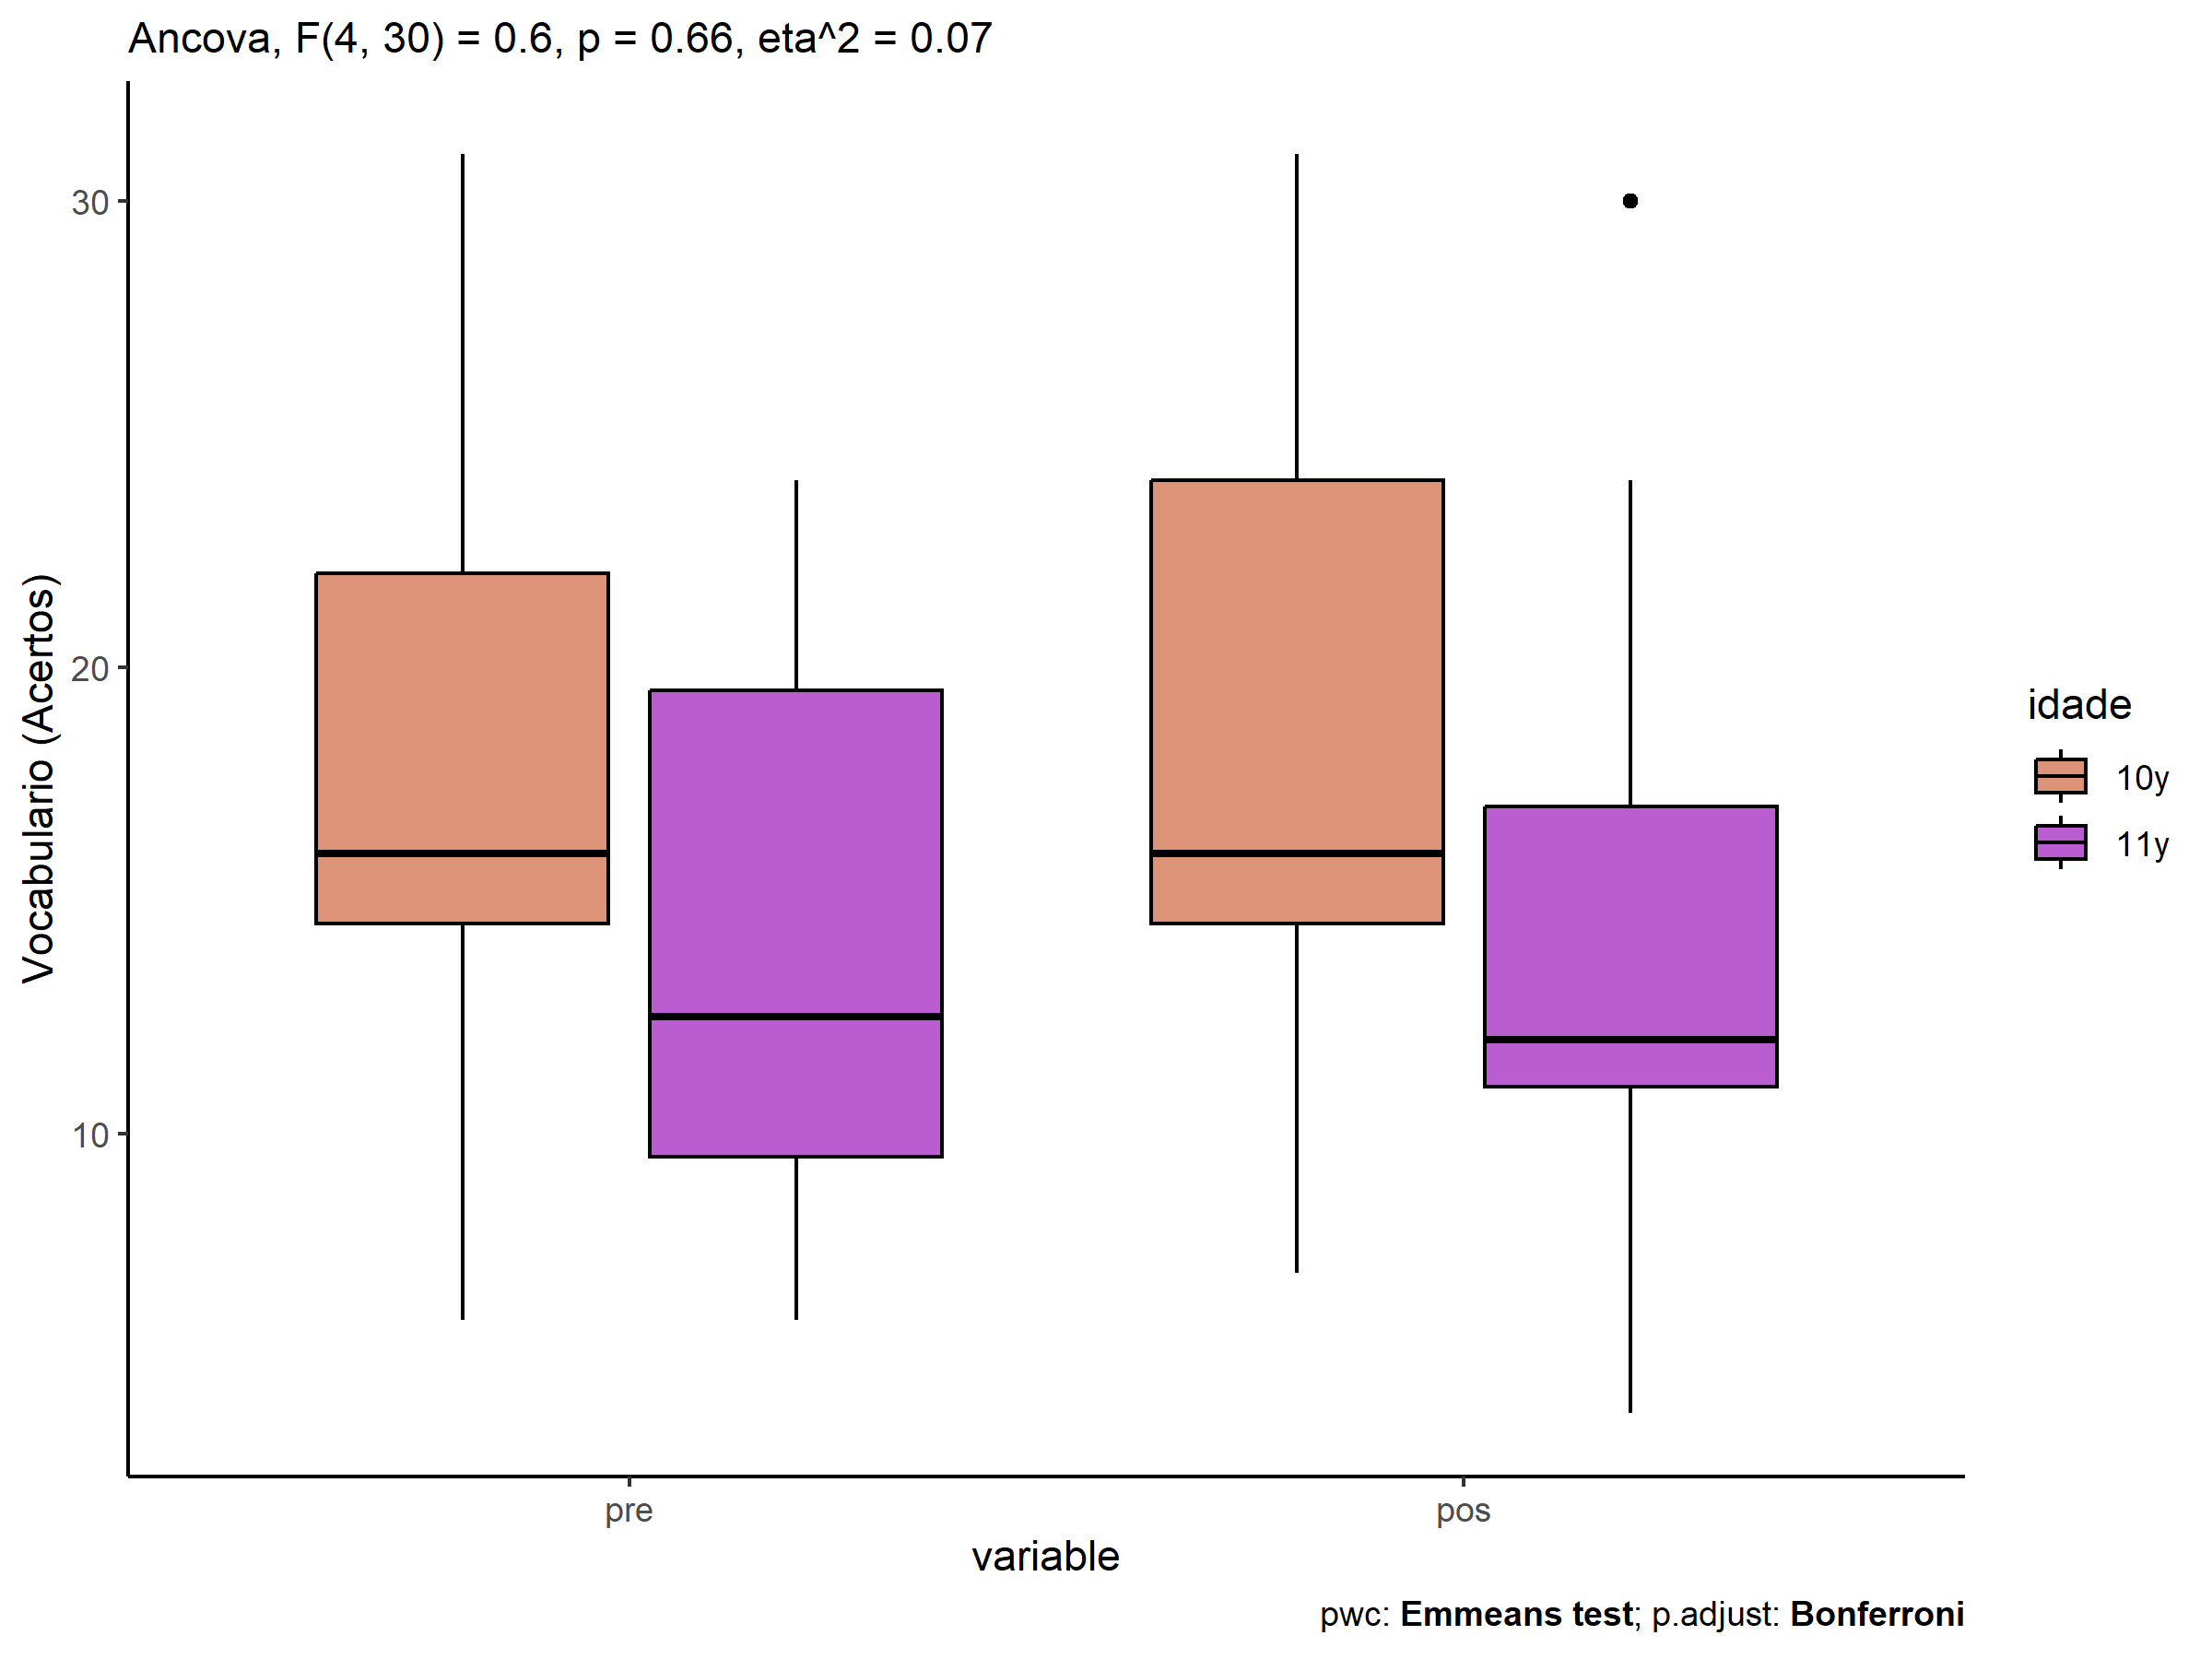 Ancova, F(4, 30) = 0.6, p = 0.66, eta^2 = 0.07
Vocabulario (Acertos)
30
20
10
pre
pos
variable
idade
10y
11y
pwc: Emmeans test; p.adjust: Bonferroni